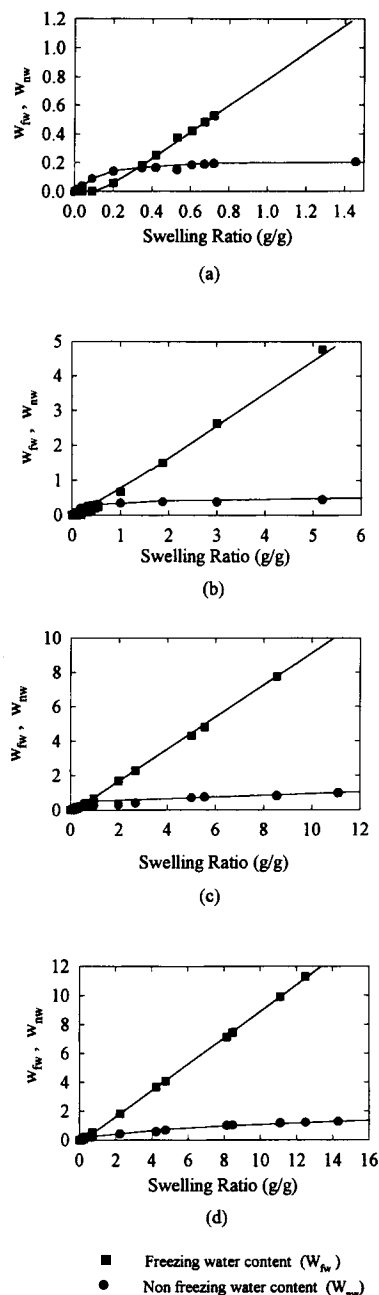 1.2
1.0
0.8
0.6
0.4
0.2
0.0
W_fw , W_nw
0.0 0.2 0.4 0.6 0.8 1.0 1.2 1.4
Swelling Ratio (g/g)
(a)
5
4
3
2
1
0
W_fw , W_nw
0 1 2 3 4 5 6
Swelling Ratio (g/g)
(b)
10
8
6
4
2
0
W_fw , W_nw
0 2 4 6 8 10 12
Swelling Ratio (g/g)
(c)
12
10
8
6
4
2
0
W_fw , W_nw
0 2 4 6 8 10 12 14 16
Swelling Ratio (g/g)
(d)
■ Freezing water content (W_fw)
● Non freezing water content (W_nw)